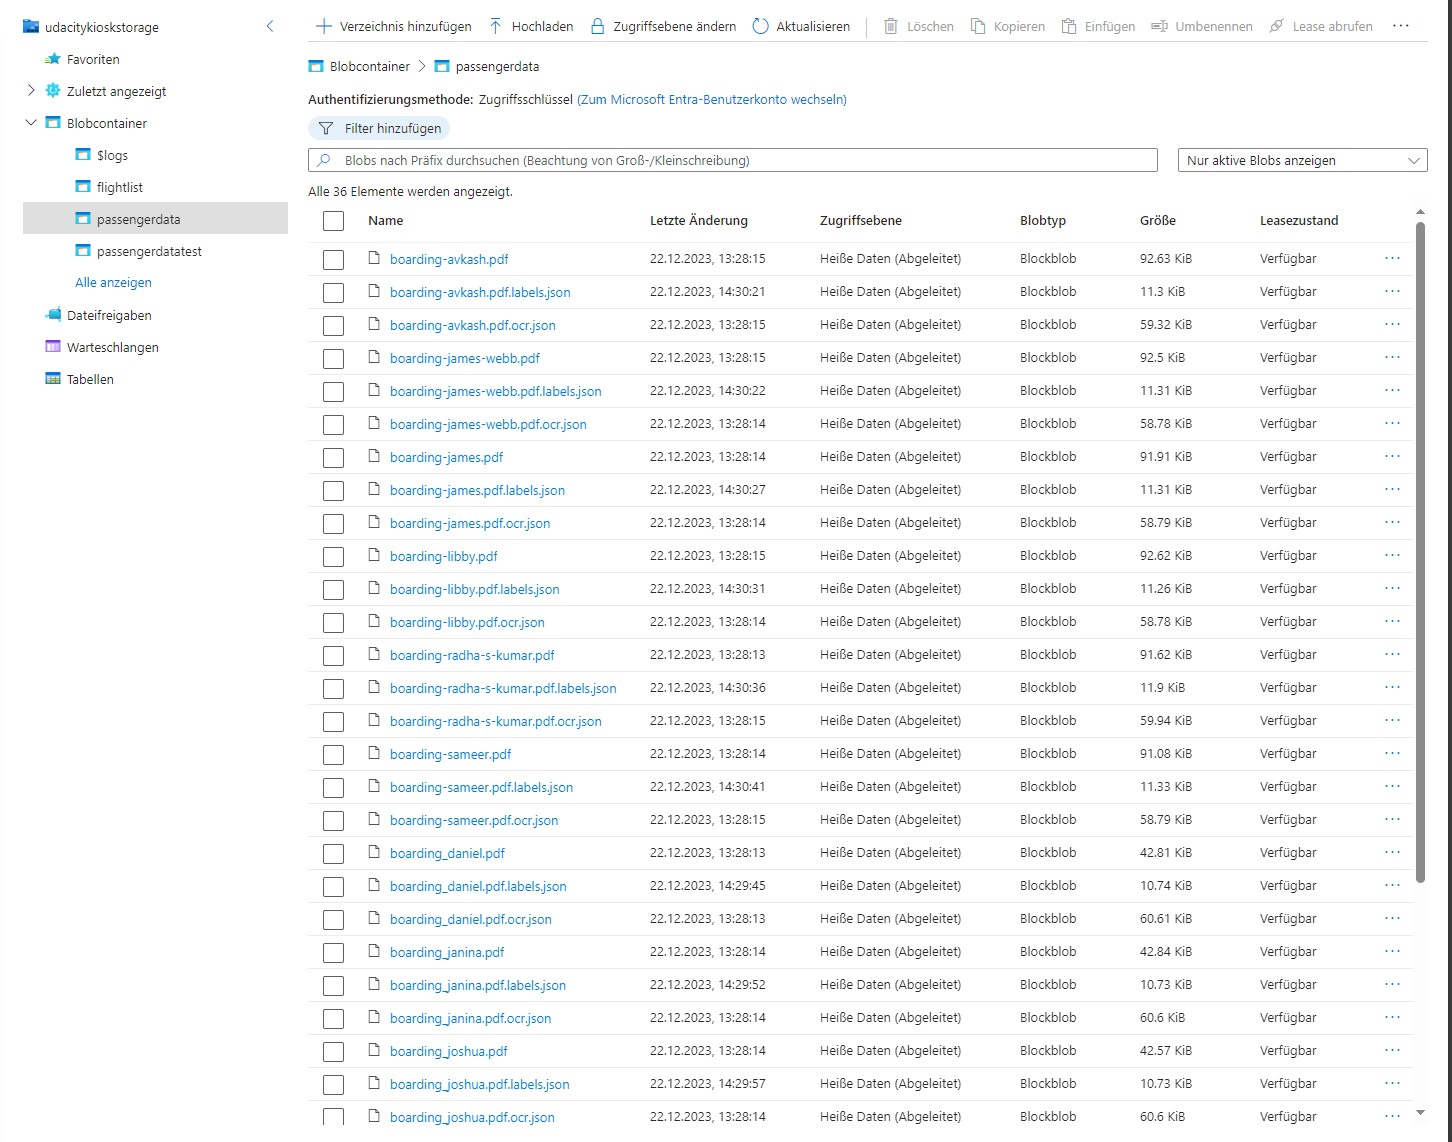 udacitykioskstorage
Favoriten
Zuletzt angezeigt
Blobcontainer
$logs
flightlist
passengerdata
passengerdatatest
Alle anzeigen
Dateifreigaben
Warteschlangen
Tabellen
Verzeichnis hinzufügen Hochladen Zugriffsebene ändern Aktualisieren Löschen Kopieren Einfügen Umbenennen Lease abrufen ...
Blobcontainer > passengerdata
Authentifizierungsmethode: Zugriffsschlüssel (Zum Microsoft Entra-Benutzerkonto wechseln)
Filter hinzufügen
Blobs nach Präfix durchsuchen (Beachtung von Groß-/Kleinschreibung) Nur aktive Blobs anzeigen
Alle 36 Elemente werden angezeigt.
Name Letzte Änderung Zugriffsebene Blobtyp Größe Leasezustand
boarding-avkash.pdf 22.12.2023, 13:28:15 Heiße Daten (Abgeleitet) Blockblob 92.63 KiB Verfügbar ...
boarding-avkash.pdf.labels.json 22.12.2023, 14:30:21 Heiße Daten (Abgeleitet) Blockblob 11.3 KiB Verfügbar ...
boarding-avkash.pdf.ocr.json 22.12.2023, 13:28:15 Heiße Daten (Abgeleitet) Blockblob 59.32 KiB Verfügbar ...
boarding-james-webb.pdf 22.12.2023, 13:28:15 Heiße Daten (Abgeleitet) Blockblob 92.5 KiB Verfügbar ...
boarding-james-webb.pdf.labels.json 22.12.2023, 14:30:22 Heiße Daten (Abgeleitet) Blockblob 11.31 KiB Verfügbar ...
boarding-james-webb.pdf.ocr.json 22.12.2023, 13:28:14 Heiße Daten (Abgeleitet) Blockblob 58.78 KiB Verfügbar ...
boarding-james.pdf 22.12.2023, 13:28:14 Heiße Daten (Abgeleitet) Blockblob 91.91 KiB Verfügbar ...
boarding-james.pdf.labels.json 22.12.2023, 14:30:27 Heiße Daten (Abgeleitet) Blockblob 11.31 KiB Verfügbar ...
boarding-james.pdf.ocr.json 22.12.2023, 13:28:14 Heiße Daten (Abgeleitet) Blockblob 58.79 KiB Verfügbar ...
boarding-libby.pdf 22.12.2023, 13:28:15 Heiße Daten (Abgeleitet) Blockblob 92.62 KiB Verfügbar ...
boarding-libby.pdf.labels.json 22.12.2023, 14:30:31 Heiße Daten (Abgeleitet) Blockblob 11.26 KiB Verfügbar ...
boarding-libby.pdf.ocr.json 22.12.2023, 13:28:14 Heiße Daten (Abgeleitet) Blockblob 58.78 KiB Verfügbar ...
boarding-radha-s-kumar.pdf 22.12.2023, 13:28:13 Heiße Daten (Abgeleitet) Blockblob 91.62 KiB Verfügbar ...
boarding-radha-s-kumar.pdf.labels.json 22.12.2023, 14:30:36 Heiße Daten (Abgeleitet) Blockblob 11.9 KiB Verfügbar ...
boarding-radha-s-kumar.pdf.ocr.json 22.12.2023, 13:28:15 Heiße Daten (Abgeleitet) Blockblob 59.94 KiB Verfügbar ...
boarding-sameer.pdf 22.12.2023, 13:28:14 Heiße Daten (Abgeleitet) Blockblob 91.08 KiB Verfügbar ...
boarding-sameer.pdf.labels.json 22.12.2023, 14:30:41 Heiße Daten (Abgeleitet) Blockblob 11.33 KiB Verfügbar ...
boarding-sameer.pdf.ocr.json 22.12.2023, 13:28:15 Heiße Daten (Abgeleitet) Blockblob 58.79 KiB Verfügbar ...
boarding_daniel.pdf 22.12.2023, 13:28:13 Heiße Daten (Abgeleitet) Blockblob 42.81 KiB Verfügbar ...
boarding_daniel.pdf.labels.json 22.12.2023, 14:29:45 Heiße Daten (Abgeleitet) Blockblob 10.74 KiB Verfügbar ...
boarding_daniel.pdf.ocr.json 22.12.2023, 13:28:13 Heiße Daten (Abgeleitet) Blockblob 60.61 KiB Verfügbar ...
boarding_janina.pdf 22.12.2023, 13:28:14 Heiße Daten (Abgeleitet) Blockblob 42.84 KiB Verfügbar ...
boarding_janina.pdf.labels.json 22.12.2023, 14:29:52 Heiße Daten (Abgeleitet) Blockblob 10.73 KiB Verfügbar ...
boarding_janina.pdf.ocr.json 22.12.2023, 13:28:14 Heiße Daten (Abgeleitet) Blockblob 60.6 KiB Verfügbar ...
boarding_joshua.pdf 22.12.2023, 13:28:14 Heiße Daten (Abgeleitet) Blockblob 42.57 KiB Verfügbar ...
boarding_joshua.pdf.labels.json 22.12.2023, 14:29:57 Heiße Daten (Abgeleitet) Blockblob 10.73 KiB Verfügbar ...
boarding_joshua.pdf.ocr.json 22.12.2023, 13:28:14 Heiße Daten (Abgeleitet) Blockblob 60.6 KiB Verfügbar ...